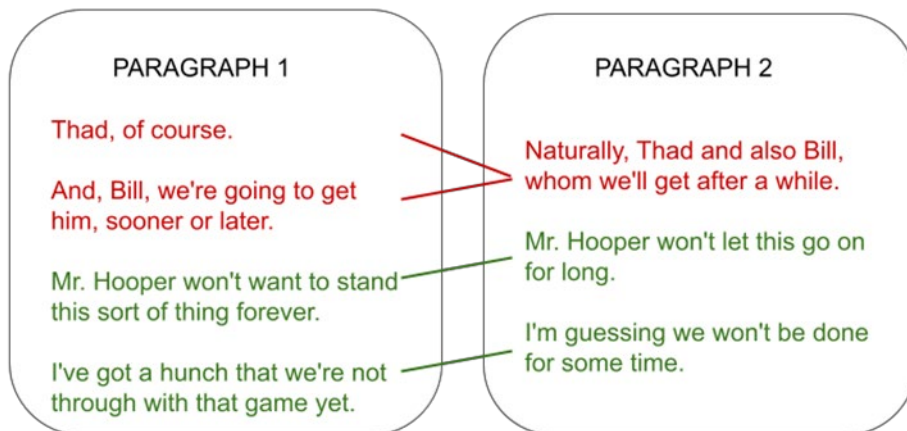 PARAGRAPH 1
Thad, of course.
And, Bill, we're going to get
him, sooner or later.
Mr. Hooper won't want to stand
this sort of thing forever.
I've got a hunch that we're not
through with that game yet.
PARAGRAPH 2
Naturally, Thad and also Bill,
whom we'll get after a while.
Mr. Hooper won't let this go on
for long.
I'm guessing we won't be done
for some time.